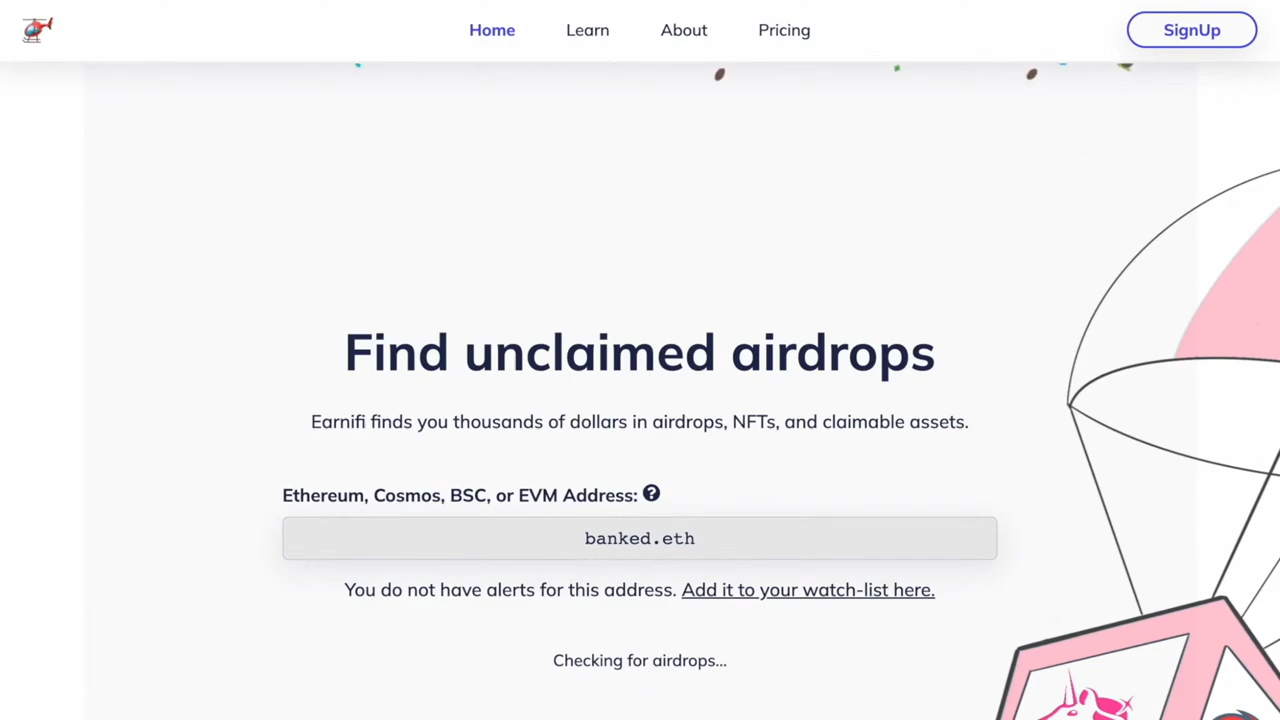 Home Learn About Pricing SignUp
Find unclaimed airdrops
Earnifi finds you thousands of dollars in airdrops, NFTs, and claimable assets.
Ethereum, Cosmos, BSC, or EVM Address: ?
banked.eth
You do not have alerts for this address. Add it to your watch-list here.
Checking for airdrops...